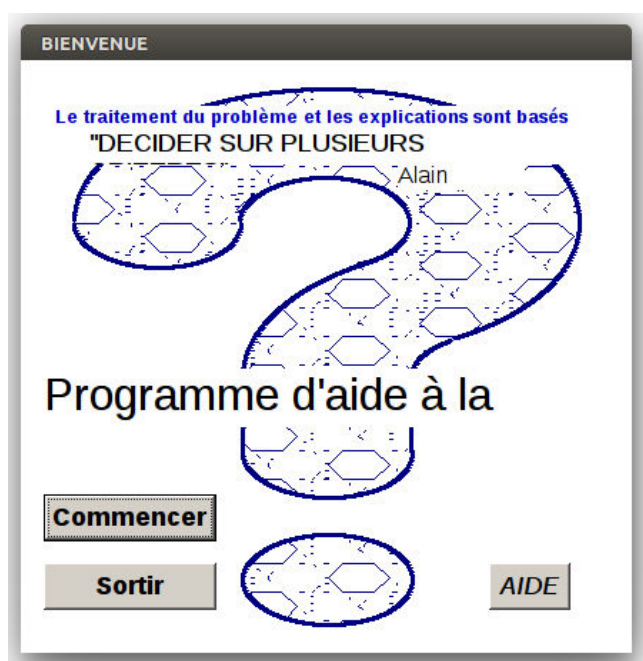 BIENVENUE
Le traitement du problème et les explications sont basés
"DECIDER SUR PLUSIEURS
Alain
Programme d'aide à la
Commencer
Sortir
AIDE